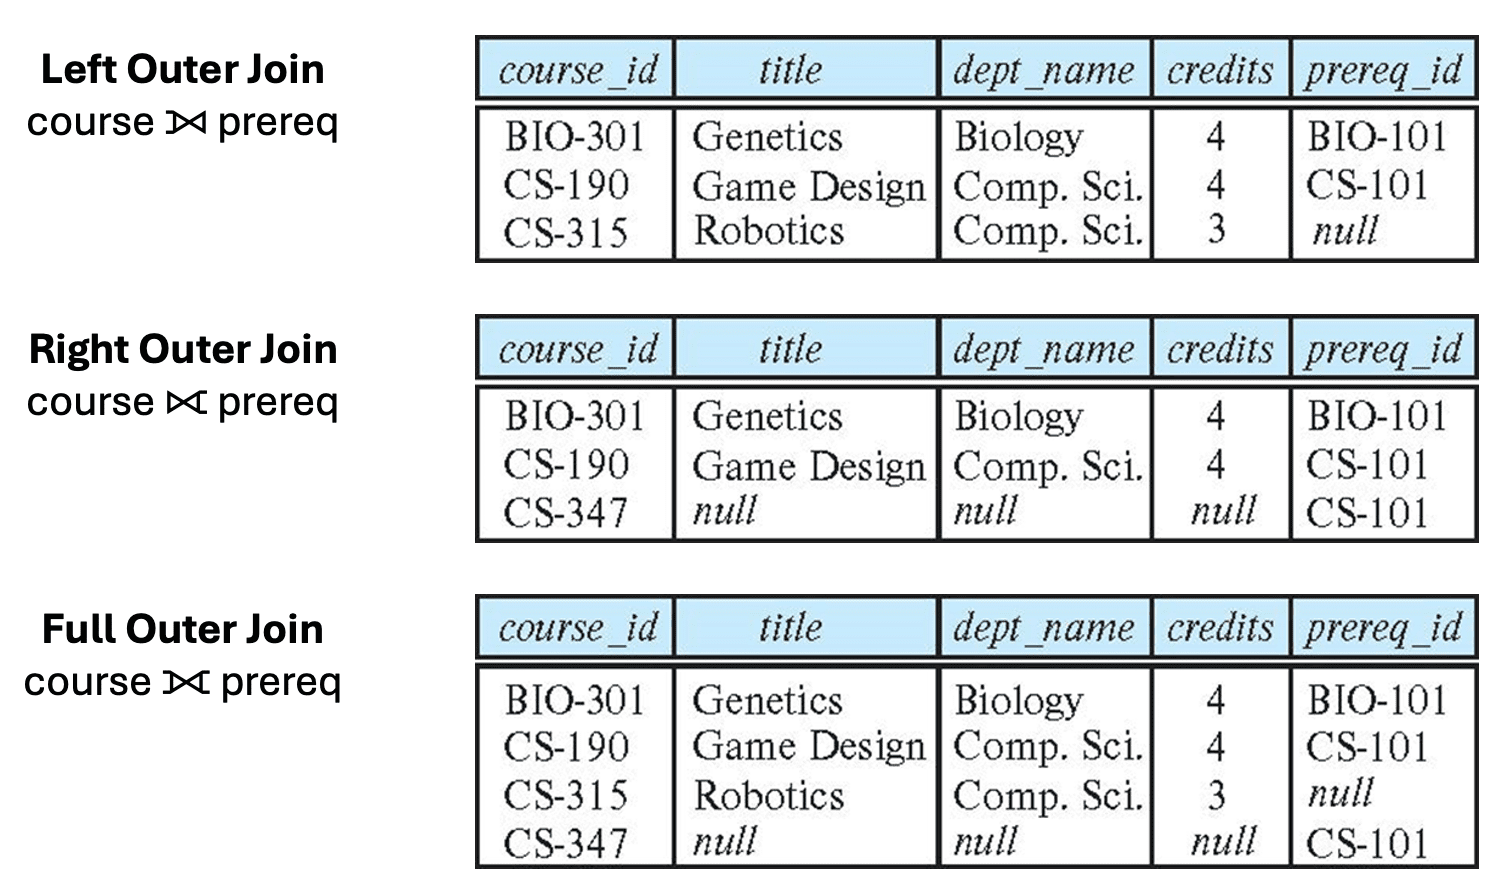 Left Outer Join
course ⟕ prereq
course_id title dept_name credits prereq_id
BIO-301 Genetics Biology 4 BIO-101
CS-190 Game Design Comp. Sci. 4 CS-101
CS-315 Robotics Comp. Sci. 3 null
Right Outer Join
course ⟖ prereq
course_id title dept_name credits prereq_id
BIO-301 Genetics Biology 4 BIO-101
CS-190 Game Design Comp. Sci. 4 CS-101
CS-347 null null null CS-101
Full Outer Join
course ⟗ prereq
course_id title dept_name credits prereq_id
BIO-301 Genetics Biology 4 BIO-101
CS-190 Game Design Comp. Sci. 4 CS-101
CS-315 Robotics Comp. Sci. 3 null
CS-347 null null null CS-101